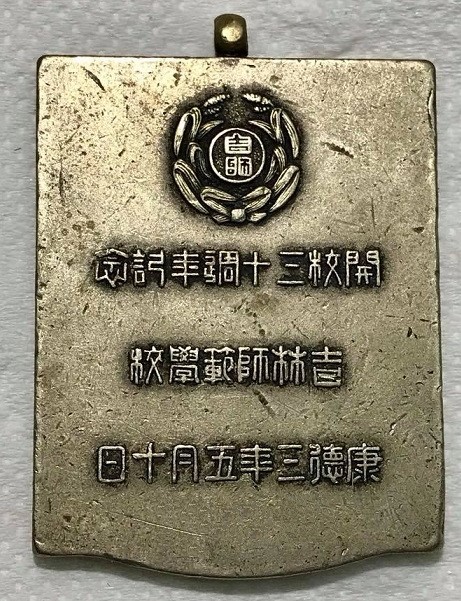 吉師
開校三十週年記念
吉林師範學校
康德三年五月十日